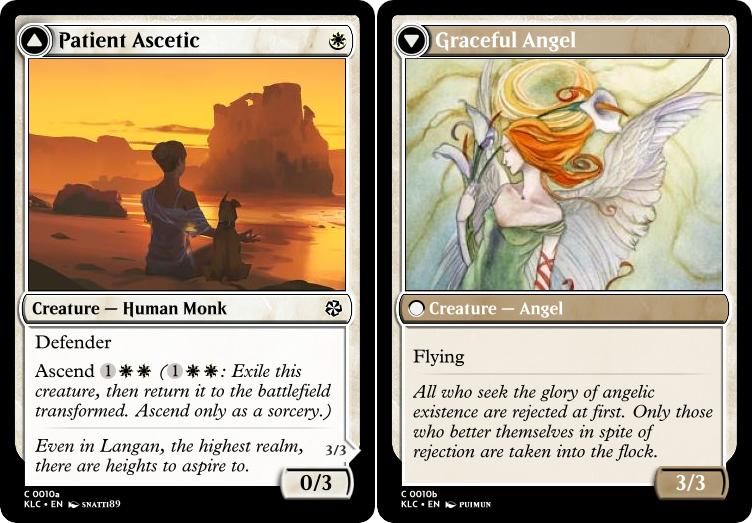 Patient Ascetic
Creature — Human Monk
Defender
Ascend 1 (1: Exile this
creature, then return it to the battlefield
transformed. Ascend only as a sorcery.)
Even in Langan, the highest realm,
there are heights to aspire to.
3/3
0/3
C 0010a
KLC • EN SNATTI89
Graceful Angel
Creature — Angel
Flying
All who seek the glory of angelic
existence are rejected at first. Only those
who better themselves in spite of
rejection are taken into the flock.
3/3
C 0010b
KLC • EN PUIMUN